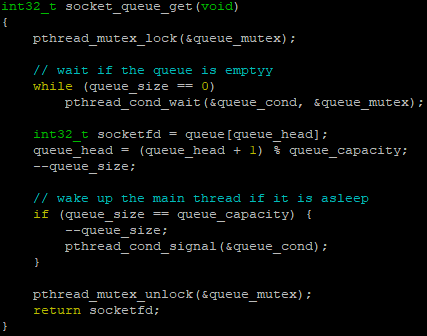 int32_t socket_queue_get(void)
{
    pthread_mutex_lock(&queue_mutex);

    // wait if the queue is emptyy
    while (queue_size == 0)
        pthread_cond_wait(&queue_cond, &queue_mutex);

    int32_t socketfd = queue[queue_head];
    queue_head = (queue_head + 1) % queue_capacity;
    --queue_size;

    // wake up the main thread if it is asleep
    if (queue_size == queue_capacity) {
        --queue_size;
        pthread_cond_signal(&queue_cond);
    }

    pthread_mutex_unlock(&queue_mutex);
    return socketfd;
}